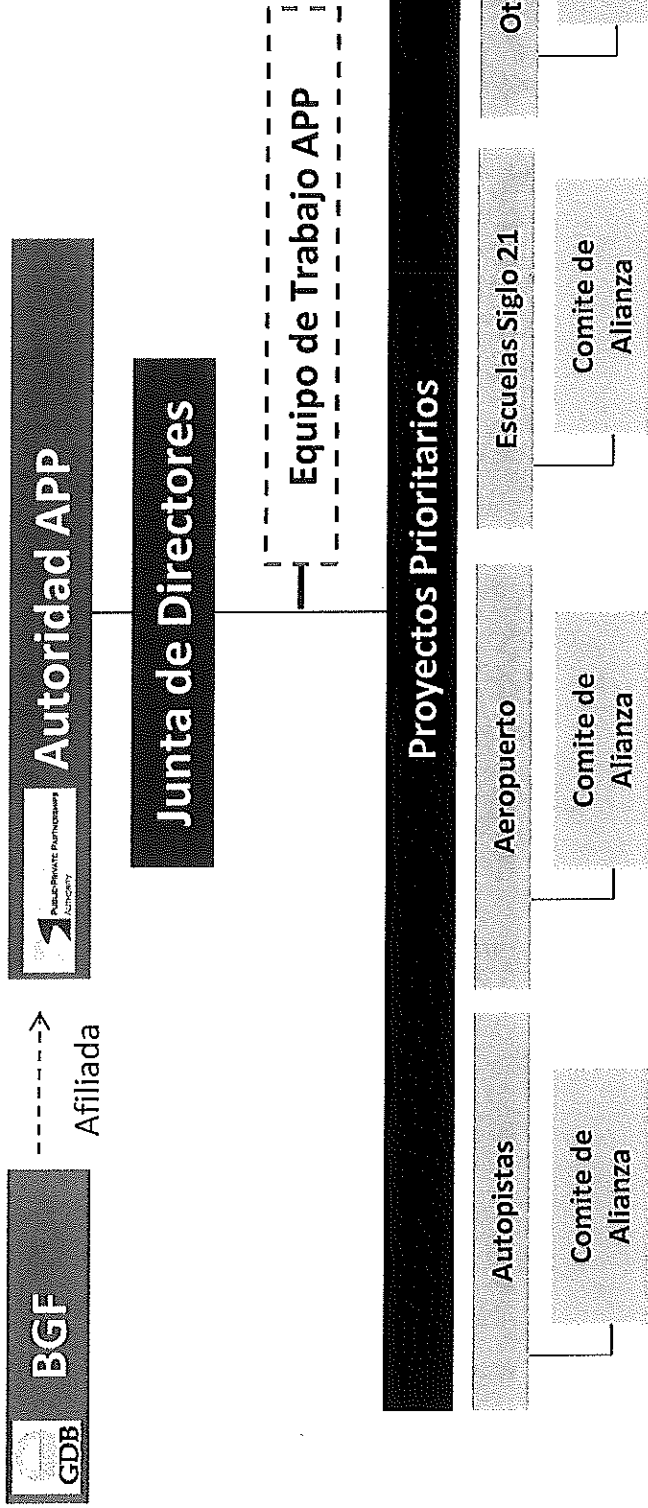 GDB
BGF
Afiliada
PUBLIC-PRIVATE PARTNERSHIPS
AUTHORITY
Autoridad APP
Junta de Directores
Equipo de Trabajo APP
Proyectos Prioritarios
Autopistas
Comite de
Alianza
Aeropuerto
Comite de
Alianza
Escuelas Siglo 21
Comite de
Alianza
Ot